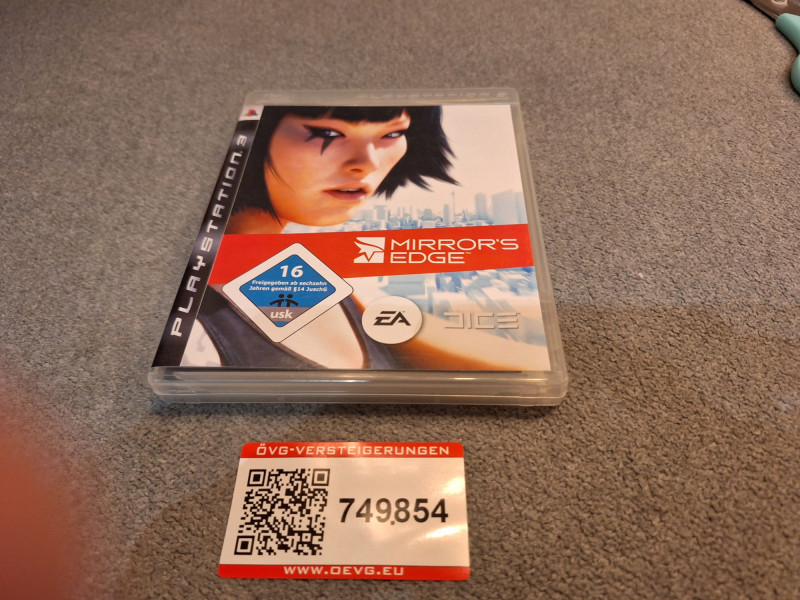 PLAYSTATION 3
MIRROR'S
EDGE™
16
Freigegeben ab sechzehn
Jahren gemäß §14 JuschG
usk
EA
DICE
ÖVG-VERSTEIGERUNGEN
749854
WWW.OEVG.EU